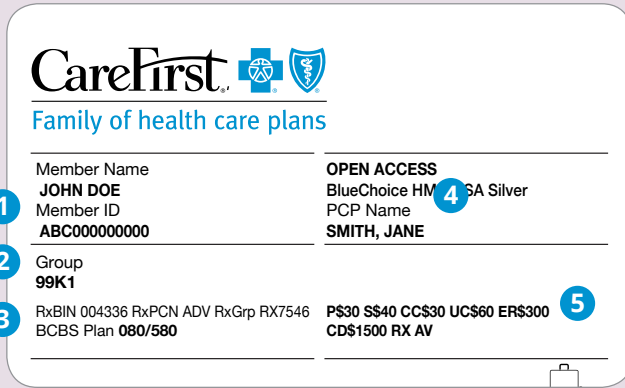 CareFirst
Family of health care plans
Member Name
JOHN DOE
Member ID
ABC000000000
OPEN ACCESS
BlueChoice SA Silver
PCP Name
SMITH, JANE
Group
99K1
RxBIN 004336 RxPCN ADV RxGrp RX7546
BCBS Plan 080/580
P$30 S$40 CC$30 UC$60 ER$300
CD$1500 RX AV
1
2
3
4
5